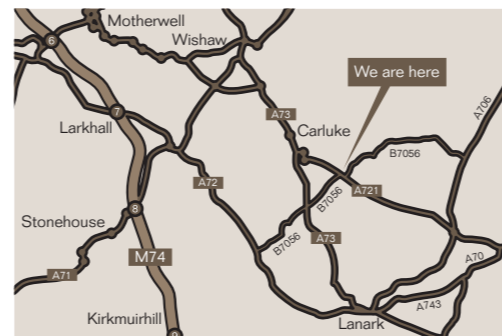 Motherwell
6
Wishaw
We are here
A706
7
A73
Carluke
B7056
Larkhall
A72
A721
B7056
8
Stonehouse
A73
B7056
M74
A70
A71
A743
Kirkmuirhill
Lanark
9